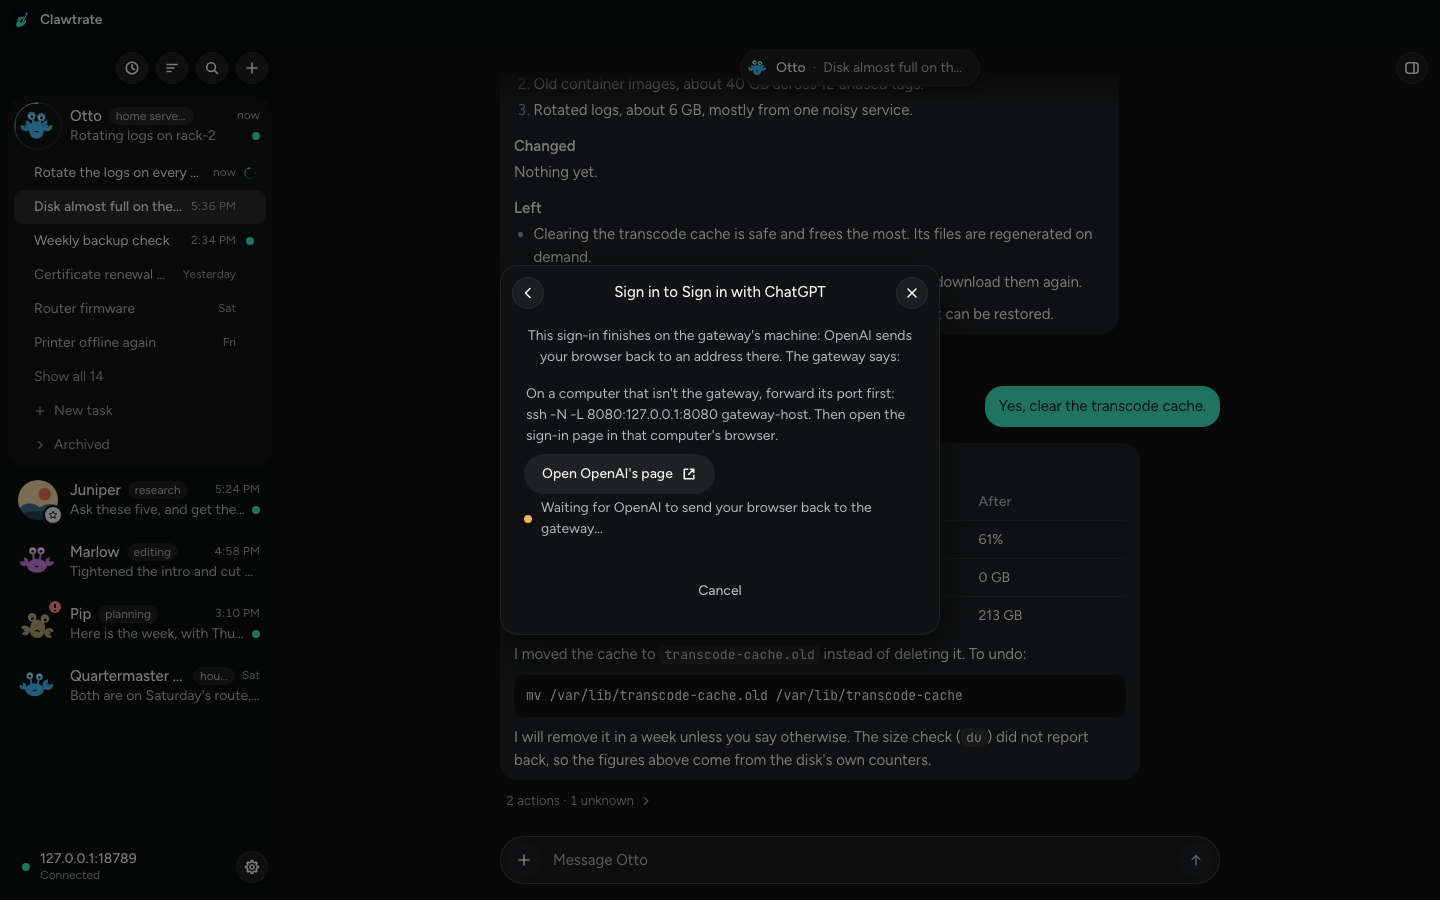 Clawtrate
Otto · Disk almost full on th...
Otto home serve... now
Rotating logs on rack-2
Rotate the logs on every ... now
Disk almost full on the... 5:36 PM
Weekly backup check 2:34 PM
Certificate renewal ... Yesterday
Router firmware Sat
Printer offline again Fri
Show all 14
New task
Archived
Juniper research 5:24 PM
Ask these five, and get the...
Marlow editing 4:58 PM
Tightened the intro and cut ...
Pip planning 3:10 PM
Here is the week, with Thu...
Quartermaster ... hou... Sat
Both are on Saturday's route,...
127.0.0.1:18789
Connected
2. Old container images, about 40 GB across 12 unused tags.
3. Rotated logs, about 6 GB, mostly from one noisy service.
Changed
Nothing yet.
Left
• Clearing the transcode cache is safe and frees the most. Its files are regenerated on
demand.
download them again.
can be restored.
Sign in to Sign in with ChatGPT
This sign-in finishes on the gateway's machine: OpenAI sends
your browser back to an address there. The gateway says:
On a computer that isn't the gateway, forward its port first:
ssh -N -L 8080:127.0.0.1:8080 gateway-host. Then open the
sign-in page in that computer's browser.
Open OpenAI's page
Waiting for OpenAI to send your browser back to the
gateway...
Cancel
Yes, clear the transcode cache.
After
61%
0 GB
213 GB
I moved the cache to transcode-cache.old instead of deleting it. To undo:
mv /var/lib/transcode-cache.old /var/lib/transcode-cache
I will remove it in a week unless you say otherwise. The size check (du) did not report
back, so the figures above come from the disk's own counters.
2 actions · 1 unknown
Message Otto